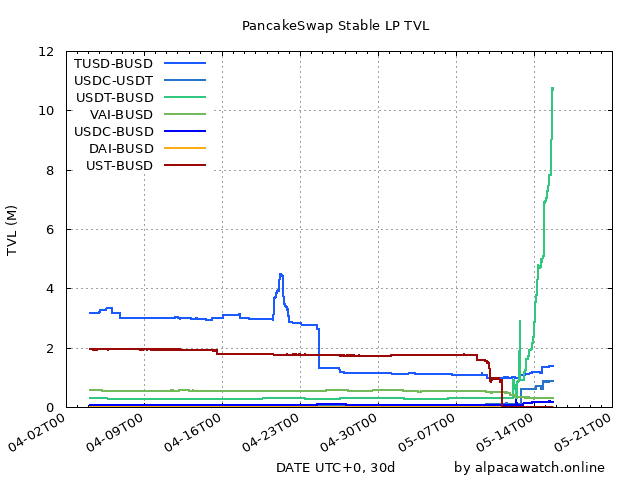 PancakeSwap Stable LP TVL
TVL (M)
12
10
8
6
4
2
0
TUSD-BUSD
USDC-USDT
USDT-BUSD
VAI-BUSD
USDC-BUSD
DAI-BUSD
UST-BUSD
04-02T00
04-09T00
04-16T00
04-23T00
04-30T00
05-07T00
05-14T00
05-21T00
DATE UTC+0, 30d
by alpacawatch.online